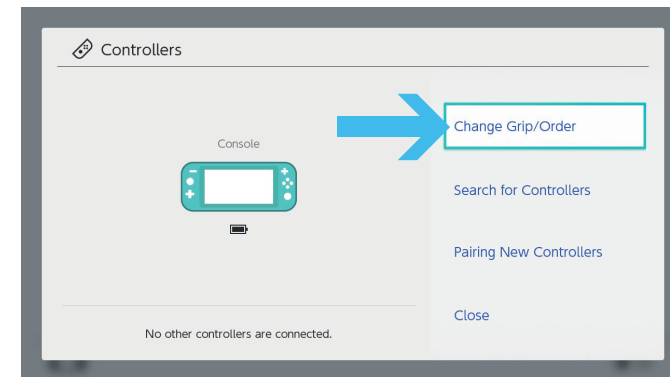 Controllers
Console
No other controllers are connected.
Change Grip/Order
Search for Controllers
Pairing New Controllers
Close